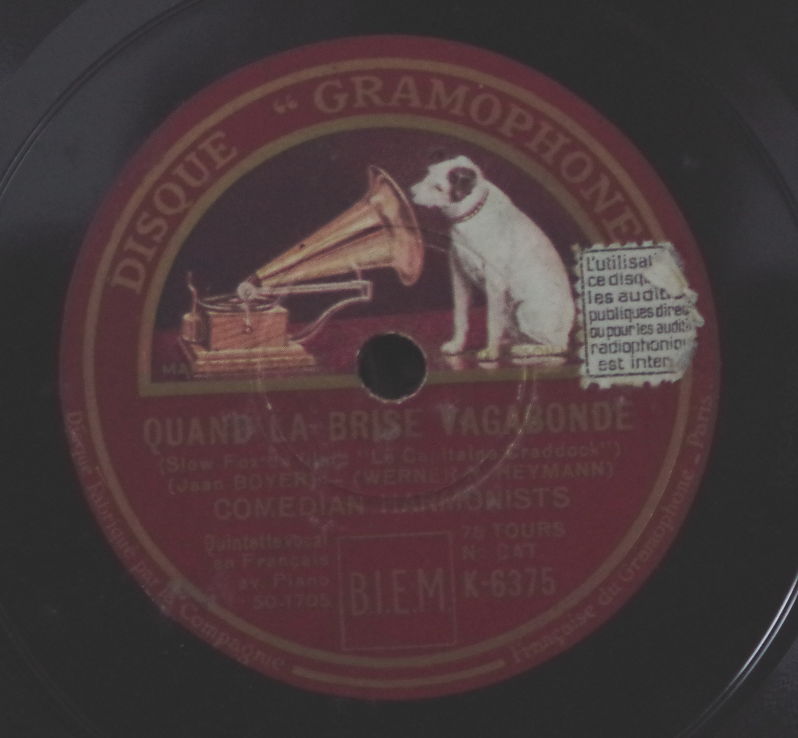 DISQUE "GRAMOPHONE
L'utilisa
ce disq
les audit
publiques direc
ou pour les audit
radiophoniq
est inter
QUAND LA BRISE VAGABONDE
(Slow Fox du film: "Le Capitaine Craddock")
(Jean BOYER) - (WERNER R. HEYMANN)
COMEDIAN HARMONISTS
Quintette vocal
en Français
av. Piano
50-1705
B.I.E.M.
78 TOURS
No CAT.
K-6375
Disque fabriqué par la Compagnie Française du Gramophone - Paris